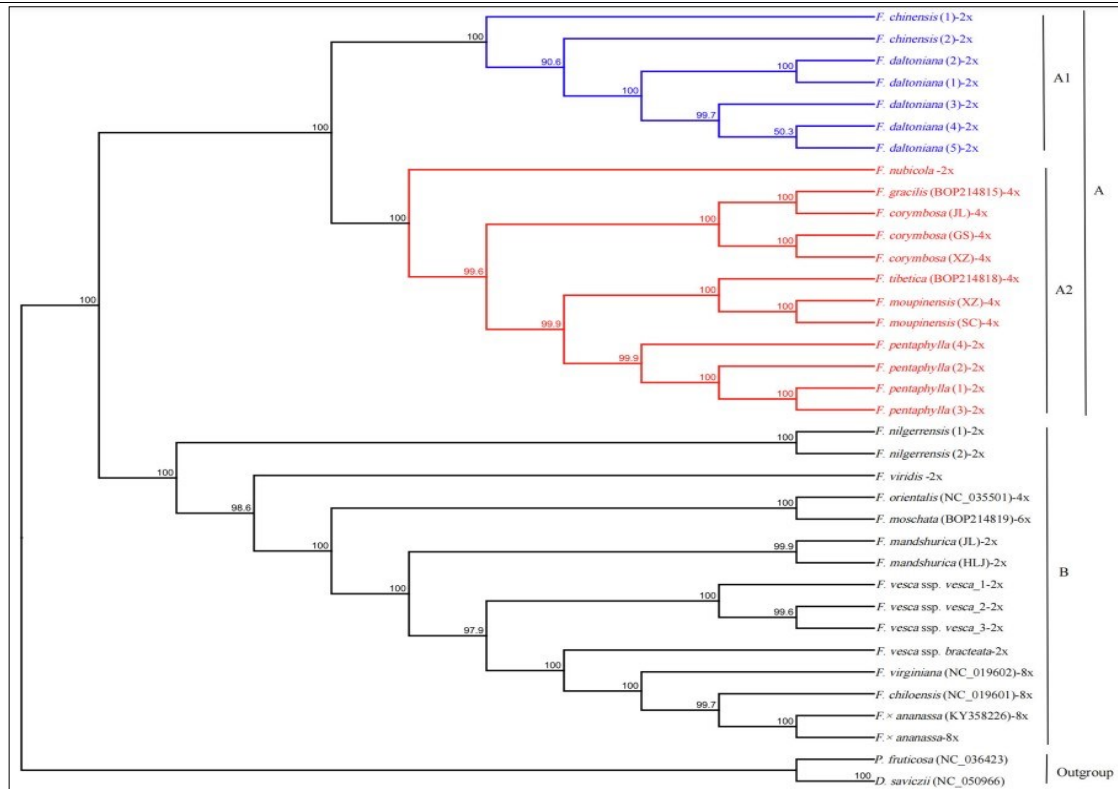 F. chinensis (1)-2x
100
F. chinensis (2)-2x
90.6
F. daltoniana (2)-2x
100
F. daltoniana (1)-2x
100
A1
F. daltoniana (3)-2x
99.7
F. daltoniana (4)-2x
100
50.3
F. daltoniana (5)-2x
F. nubicola -2x
A
F. gracilis (BOP214815)-4x
100
F. corymbosa (JL)-4x
100
100
F. corymbosa (GS)-4x
100
F. corymbosa (XZ)-4x
99.6
F. tibetica (BOP214818)-4x
100
A2
F. moupinensis (XZ)-4x
100
100
F. moupinensis (SC)-4x
99.9
F. pentaphylla (4)-2x
99.9
F. pentaphylla (2)-2x
100
F. pentaphylla (1)-2x
100
F. pentaphylla (3)-2x
F. nilgerrensis (1)-2x
100
F. nilgerrensis (2)-2x
100
F. viridis -2x
F. orientalis (NC_035501)-4x
98.6
100
F. moschata (BOP214819)-6x
F. mandshurica (JL)-2x
100
99.9
F. mandshurica (HLJ)-2x
B
F. vesca ssp. vesca_1-2x
100
100
F. vesca ssp. vesca_2-2x
99.6
F. vesca ssp. vesca_3-2x
97.9
F. vesca ssp. bracteata-2x
100
F. virginiana (NC_019602)-8x
100
F. chiloensis (NC_019601)-8x
99.7
F.× ananassa (KY358226)-8x
100
F.× ananassa-8x
P. fruticosa (NC_036423)
Outgroup
100
D. saviczii (NC_050966)